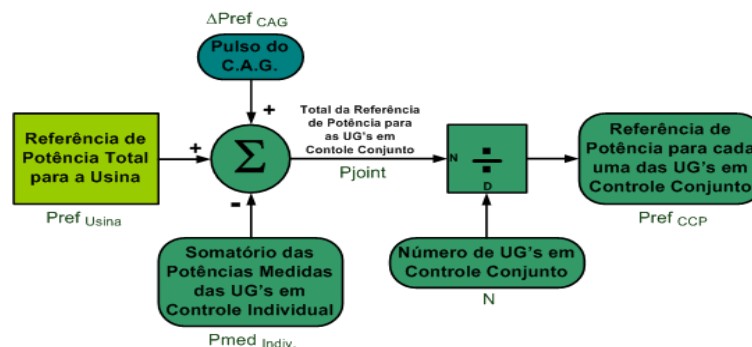 ΔPref CAG
Pulso do
C.A.G.
+
Total da Referência
de Potência para
as UG's em
Contole Conjunto
Referência de
Potência Total
para a Usina
+
Σ
N
÷
D
Referência de
Potência para cada
uma das UG's em
Controle Conjunto
Pjoint
Pref Usina
-
Pref CCP
Somatório das
Potências Medidas
das UG's em
Controle Individual
Número de UG's em
Controle Conjunto
N
Pmed Indiv.